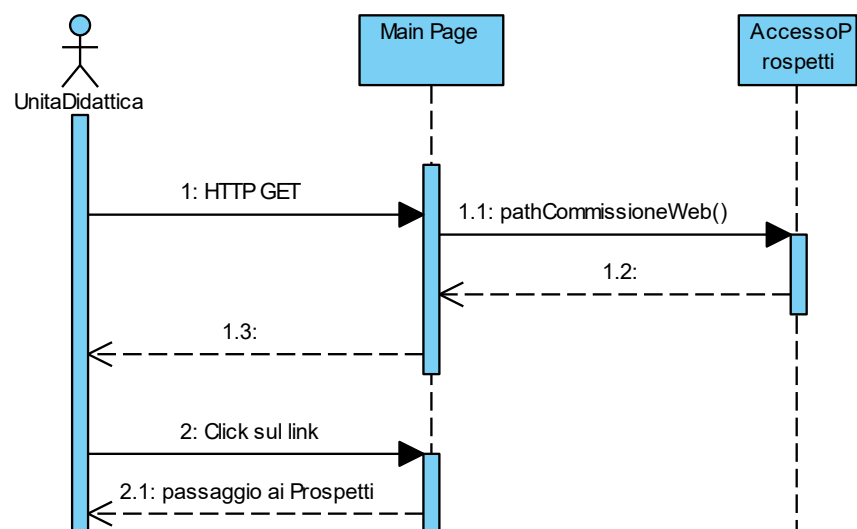 Main Page
AccessoP
rospetti
UnitaDidattica
1: HTTP GET
1.1: pathCommissioneWeb()
1.2:
1.3:
2: Click sul link
2.1: passaggio ai Prospetti